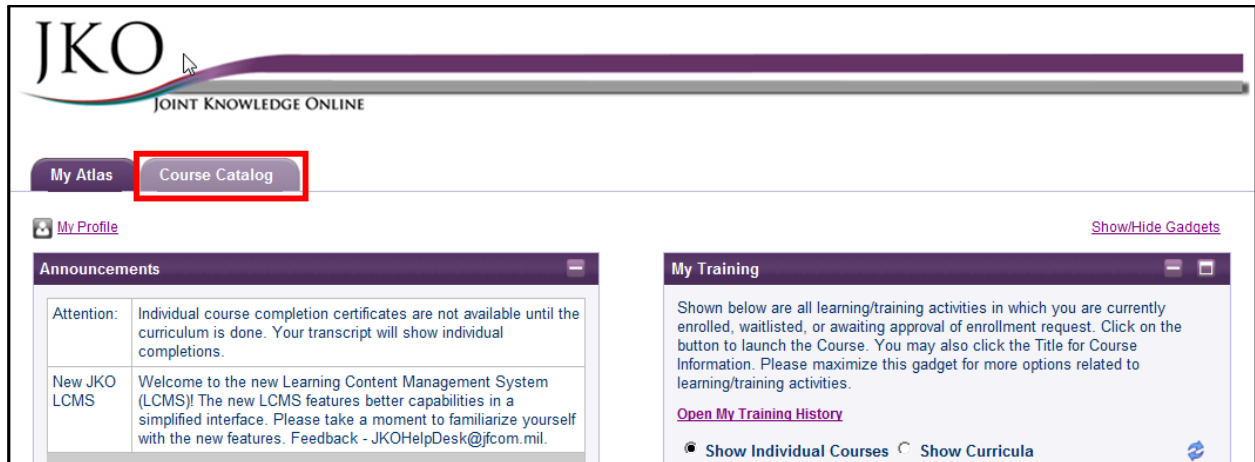 JKO
JOINT KNOWLEDGE ONLINE
My Atlas
Course Catalog
My Profile
Show/Hide Gadgets
Announcements
Attention:
Individual course completion certificates are not available until the
curriculum is done. Your transcript will show individual
completions.
New JKO
LCMS
Welcome to the new Learning Content Management System
(LCMS)! The new LCMS features better capabilities in a
simplified interface. Please take a moment to familiarize yourself
with the new features. Feedback - JKOHelpDesk@jfcom.mil.
My Training
Shown below are all learning/training activities in which you are currently
enrolled, waitlisted, or awaiting approval of enrollment request. Click on the
button to launch the Course. You may also click the Title for Course
Information. Please maximize this gadget for more options related to
learning/training activities.
Open My Training History
Show Individual Courses
Show Curricula